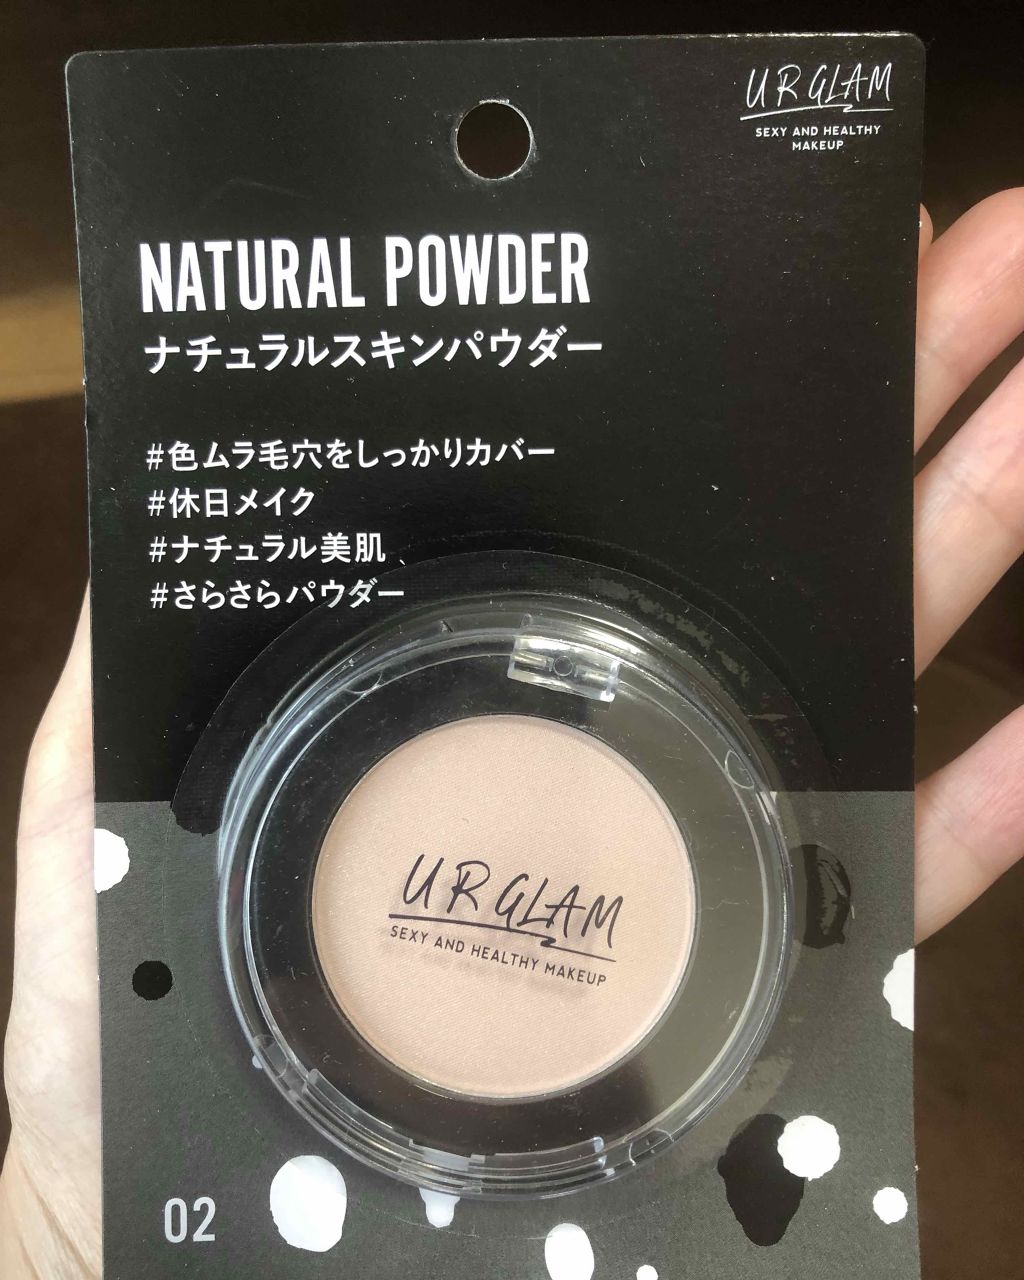 UR GLAM
SEXY AND HEALTHY
MAKEUP
NATURAL POWDER
ナチュラルスキンパウダー
#色ムラ毛穴をしっかりカバー
#休日メイク
#ナチュラル美肌
#さらさらパウダー
UR GLAM
SEXY AND HEALTHY MAKEUP
02